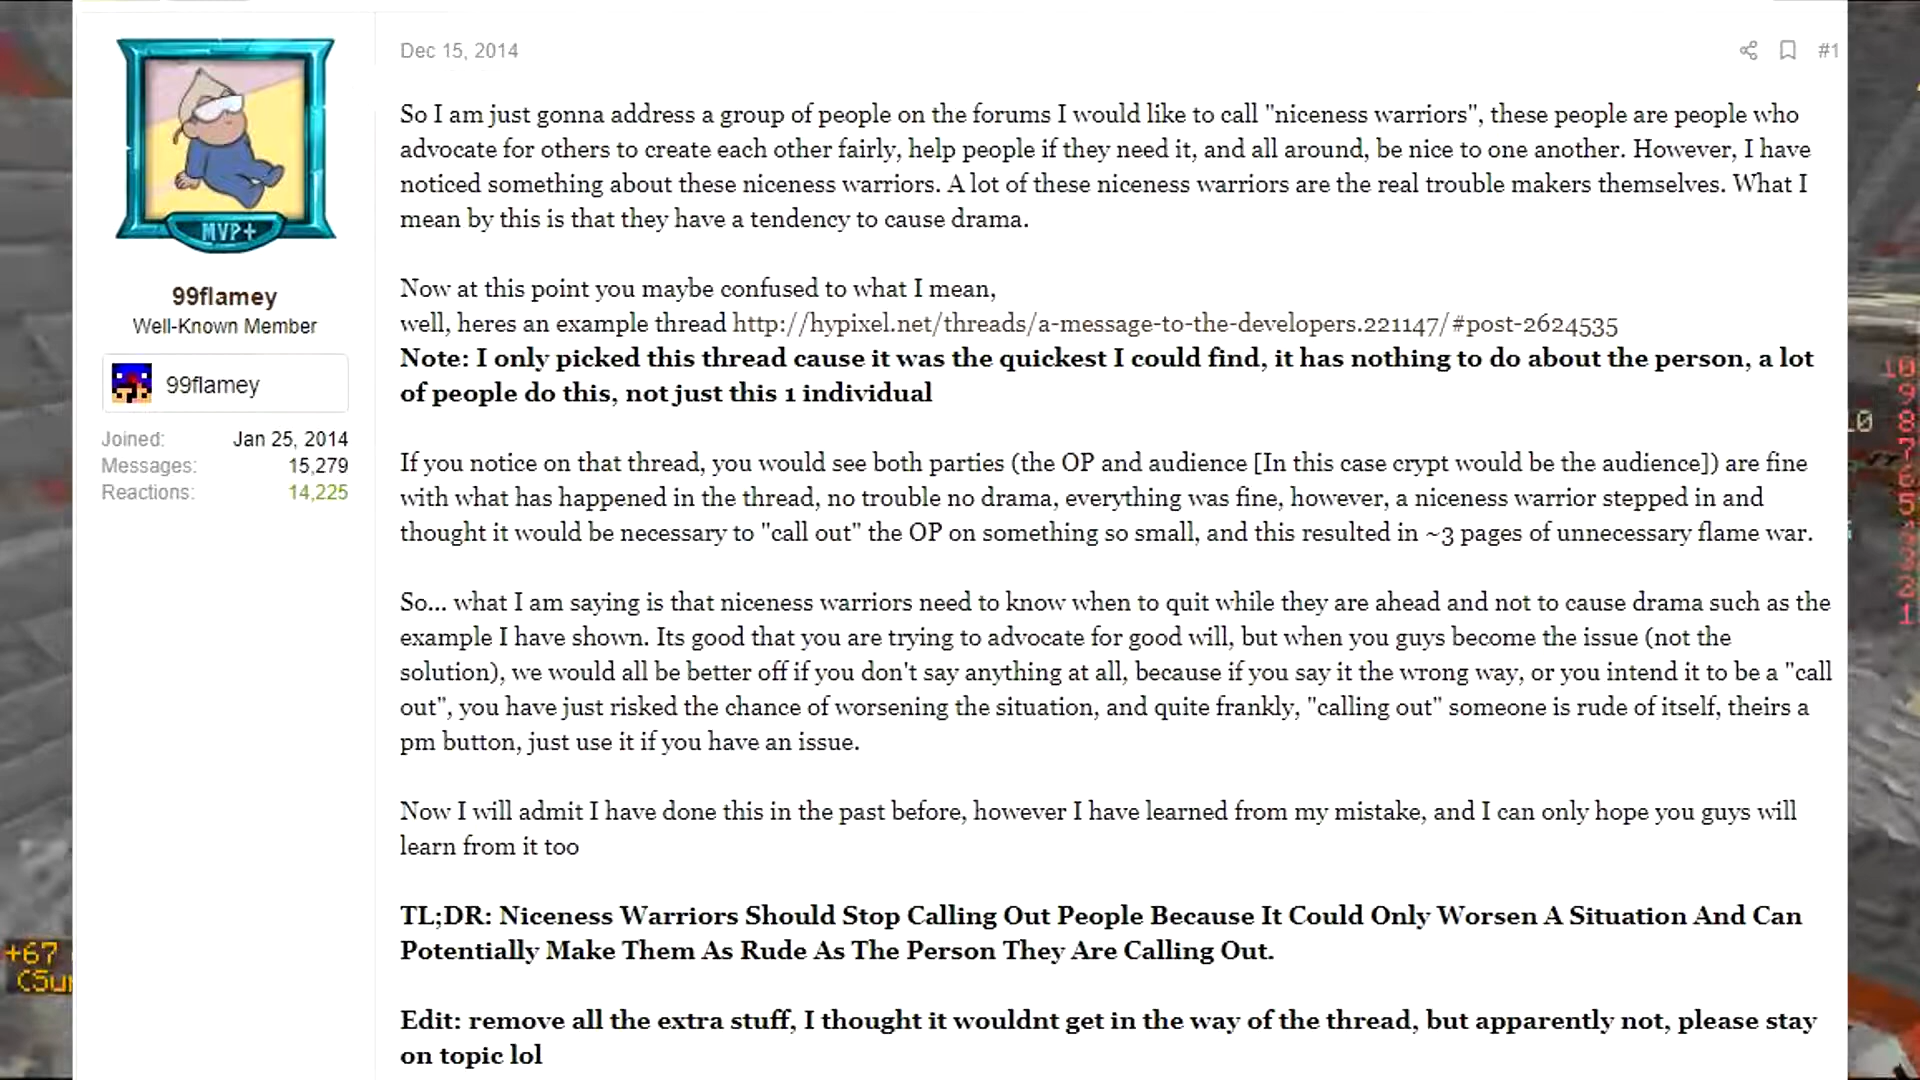 Dec 15, 2014
#1
So I am just gonna address a group of people on the forums I would like to call "niceness warriors", these people are people who
advocate for others to create each other fairly, help people if they need it, and all around, be nice to one another. However, I have
noticed something about these niceness warriors. A lot of these niceness warriors are the real trouble makers themselves. What I
mean by this is that they have a tendency to cause drama.
MVP+
99flamey
Well-Known Member
99flamey
Joined: Jan 25, 2014
Messages: 15,279
Reactions: 14,225
Now at this point you maybe confused to what I mean,
well, heres an example thread http://hypixel.net/threads/a-message-to-the-developers.221147/#post-2624535
Note: I only picked this thread cause it was the quickest I could find, it has nothing to do about the person, a lot
of people do this, not just this 1 individual
If you notice on that thread, you would see both parties (the OP and audience [In this case crypt would be the audience]) are fine
with what has happened in the thread, no trouble no drama, everything was fine, however, a niceness warrior stepped in and
thought it would be necessary to "call out" the OP on something so small, and this resulted in ~3 pages of unnecessary flame war.
So... what I am saying is that niceness warriors need to know when to quit while they are ahead and not to cause drama such as the
example I have shown. Its good that you are trying to advocate for good will, but when you guys become the issue (not the
solution), we would all be better off if you don't say anything at all, because if you say it the wrong way, or you intend it to be a "call
out", you have just risked the chance of worsening the situation, and quite frankly, "calling out" someone is rude of itself, theirs a
pm button, just use it if you have an issue.
Now I will admit I have done this in the past before, however I have learned from my mistake, and I can only hope you guys will
learn from it too
TL;DR: Niceness Warriors Should Stop Calling Out People Because It Could Only Worsen A Situation And Can
Potentially Make Them As Rude As The Person They Are Calling Out.
Edit: remove all the extra stuff, I thought it wouldnt get in the way of the thread, but apparently not, please stay
on topic lol
+67